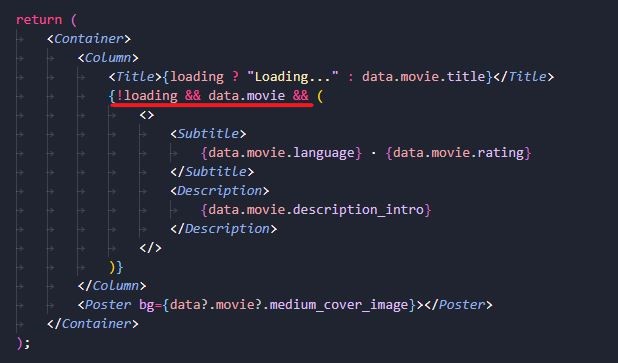 return (
<Container>
<Column>
<Title>{loading ? "Loading..." : data.movie.title}</Title>
{!loading && data.movie && (
<>
<Subtitle>
{data.movie.language} · {data.movie.rating}
</Subtitle>
<Description>
{data.movie.description_intro}
</Description>
</>
)}
</Column>
<Poster bg={data?.movie?.medium_cover_image}></Poster>
</Container>
);